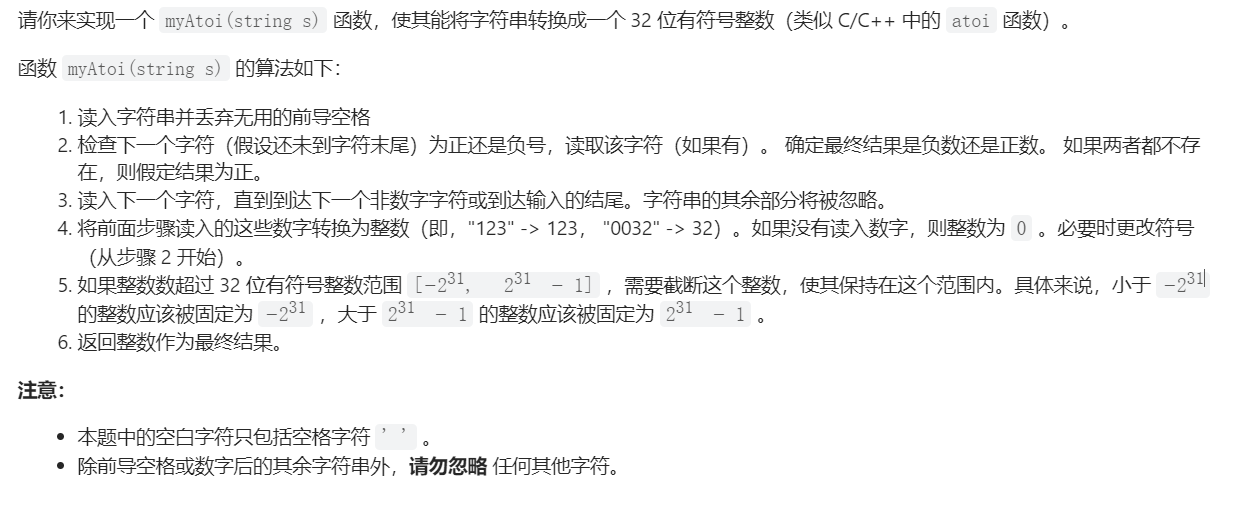 请你来实现一个 myAtoi(string s) 函数，使其能将字符串转换成一个 32 位有符号整数（类似 C/C++ 中的 atoi 函数）。
函数 myAtoi(string s) 的算法如下：
1. 读入字符串并丢弃无用的前导空格
2. 检查下一个字符（假设还未到字符末尾）为正还是负号，读取该字符（如果有）。 确定最终结果是负数还是正数。 如果两者都不存
在，则假定结果为正。
3. 读入下一个字符，直到到达下一个非数字字符或到达输入的结尾。字符串的其余部分将被忽略。
4. 将前面步骤读入的这些数字转换为整数（即，"123" -> 123， "0032" -> 32）。如果没有读入数字，则整数为 0 。必要时更改符号
（从步骤 2 开始）。
5. 如果整数数超过 32 位有符号整数范围 [−2³¹,  2³¹ − 1] ，需要截断这个整数，使其保持在这个范围内。具体来说，小于 −2³¹
的整数应该被固定为 −2³¹ ，大于 2³¹ − 1 的整数应该被固定为 2³¹ − 1 。
6. 返回整数作为最终结果。
注意：
• 本题中的空白字符只包括空格字符 ' ' 。
• 除前导空格或数字后的其余字符串外，请勿忽略 任何其他字符。